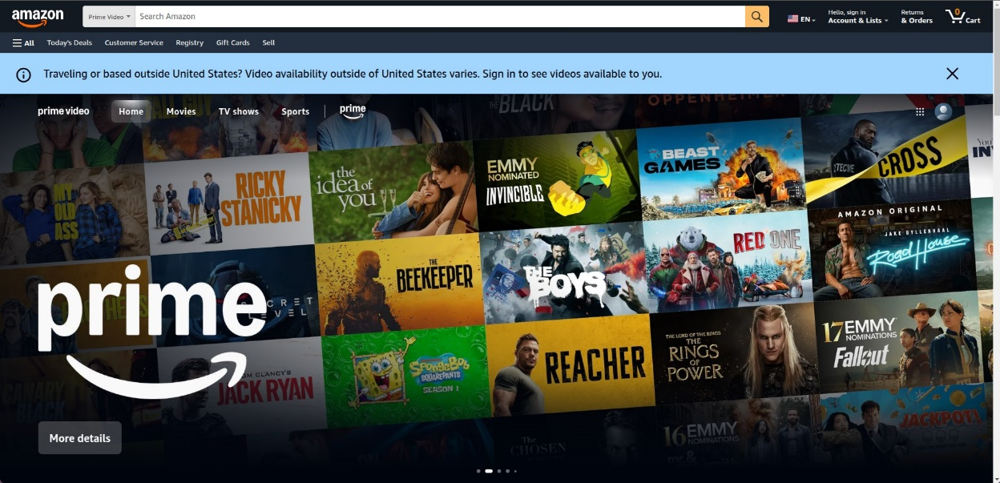 amazon
Prime Video
Search Amazon
EN
Hello, sign in
Account & Lists
Returns
& Orders
0
Cart
All
Today's Deals
Customer Service
Registry
Gift Cards
Sell
Traveling or based outside United States? Video availability outside of United States varies. Sign in to see videos available to you.
prime video
Home
Movies
TV shows
Sports
prime
THE
BLACK
OPPENHEIMER
MY
OLD
ASS
RICKY
STANICKY
the
idea of
you
EMMY
NOMINATED
INVINCIBLE
BEAST
GAMES
CROSS
THE
BEEKEEPER
THE
BOYS
RED ONE
AMAZON ORIGINAL
JAKE GYLLENHAAL
Road House
prime
LEVEL
TOM CLANCY'S
JACK RYAN
SpongeBob
SQUAREPANTS
SEASON 1
REACHER
THE LORD OF THE RINGS
THE
RINGS
OF
POWER
17 EMMY
NOMINATIONS
Fallout
The
CHOSEN
16 EMMY
NOMINATIONS
JACKPOT!
More details